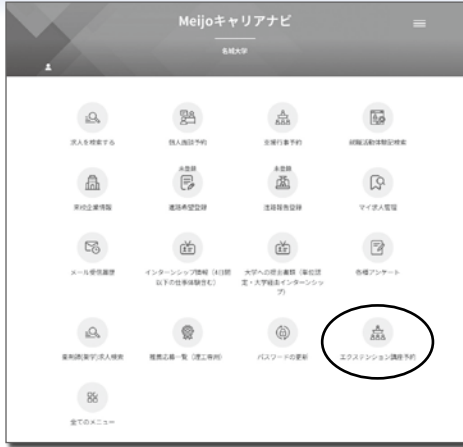 Meijoキャリアナビ
名城大学
求人を検索する
個人面談予約
支援行事予約
就職活動体験記検索
来校企業情報
未登録
進路希望登録
未登録
進路報告登録
マイ求人管理
メール受信履歴
インターンシップ情報(4日間
以下の仕事体験含む)
大学への提出書類(単位認
定・大学経由インターンシッ
プ)
各種アンケート
薬剤師(薬学)求人検索
推薦応募一覧(理工専用)
パスワードの更新
エクステンション講座予約
全てのメニュー